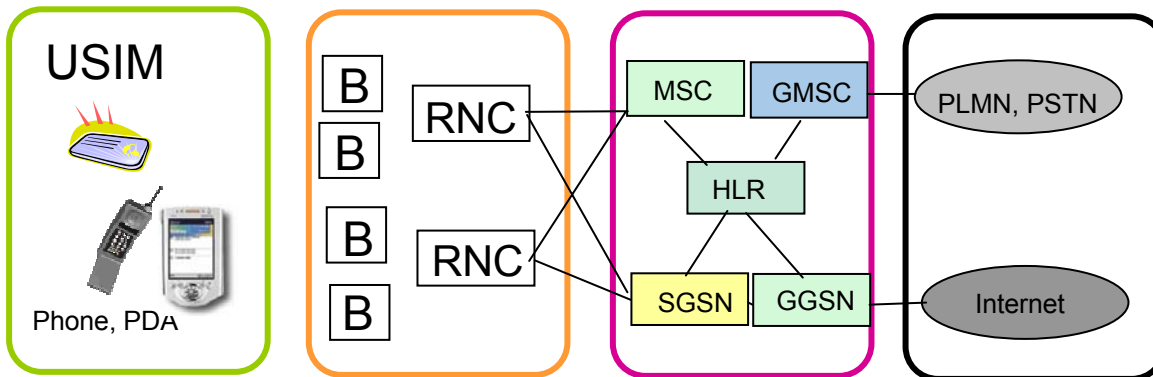 USIM
Phone, PDA
B
B
B
B
RNC
RNC
MSC
GMSC
HLR
SGSN
GGSN
PLMN, PSTN
Internet